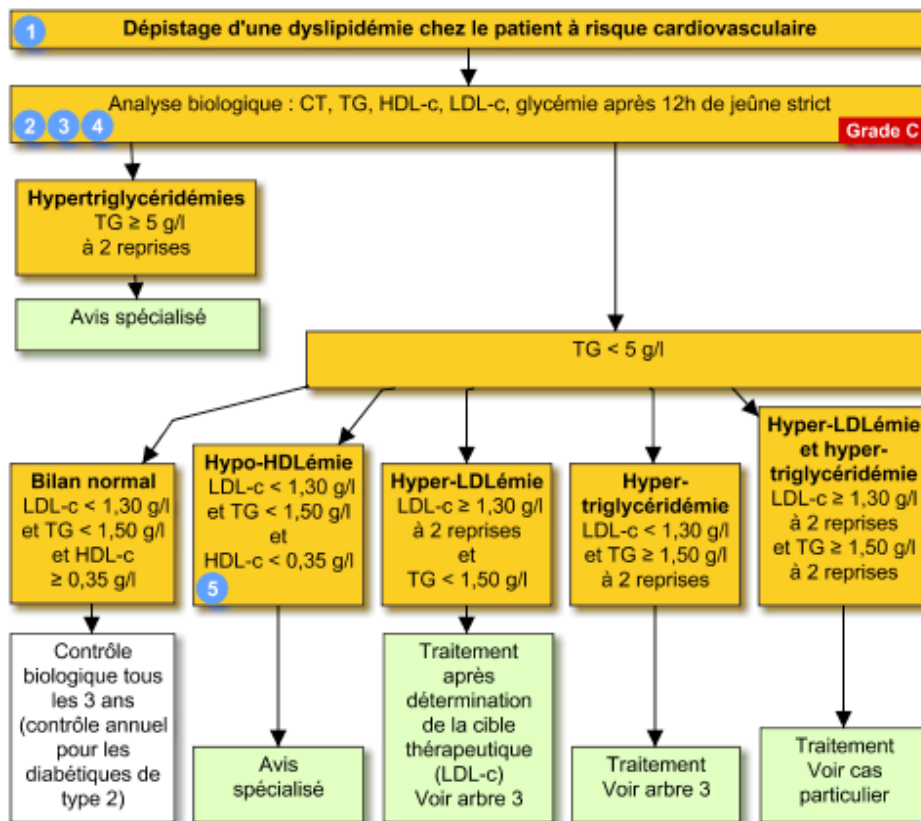 1
Dépistage d'une dyslipidémie chez le patient à risque cardiovasculaire
Analyse biologique : CT, TG, HDL-c, LDL-c, glycémie après 12h de jeûne strict
2 3 4
Grade C
Hypertriglycéridémies
TG ≥ 5 g/l
à 2 reprises
Avis spécialisé
TG < 5 g/l
Bilan normal
LDL-c < 1,30 g/l
et TG < 1,50 g/l
et HDL-c
≥ 0,35 g/l
Hypo-HDLémie
LDL-c < 1,30 g/l
et TG < 1,50 g/l
et
HDL-c < 0,35 g/l
5
Hyper-LDLémie
LDL-c ≥ 1,30 g/l
à 2 reprises
et
TG < 1,50 g/l
Hyper-
triglycéridémie
LDL-c < 1,30 g/l
et TG ≥ 1,50 g/l
à 2 reprises
Hyper-LDLémie
et hyper-
triglycéridémie
LDL-c ≥ 1,30 g/l
à 2 reprises
et TG ≥ 1,50 g/l
à 2 reprises
Contrôle
biologique tous
les 3 ans
(contrôle annuel
pour les
diabétiques de
type 2)
Avis
spécialisé
Traitement
après
détermination
de la cible
thérapeutique
(LDL-c)
Voir arbre 3
Traitement
Voir arbre 3
Traitement
Voir cas
particulier